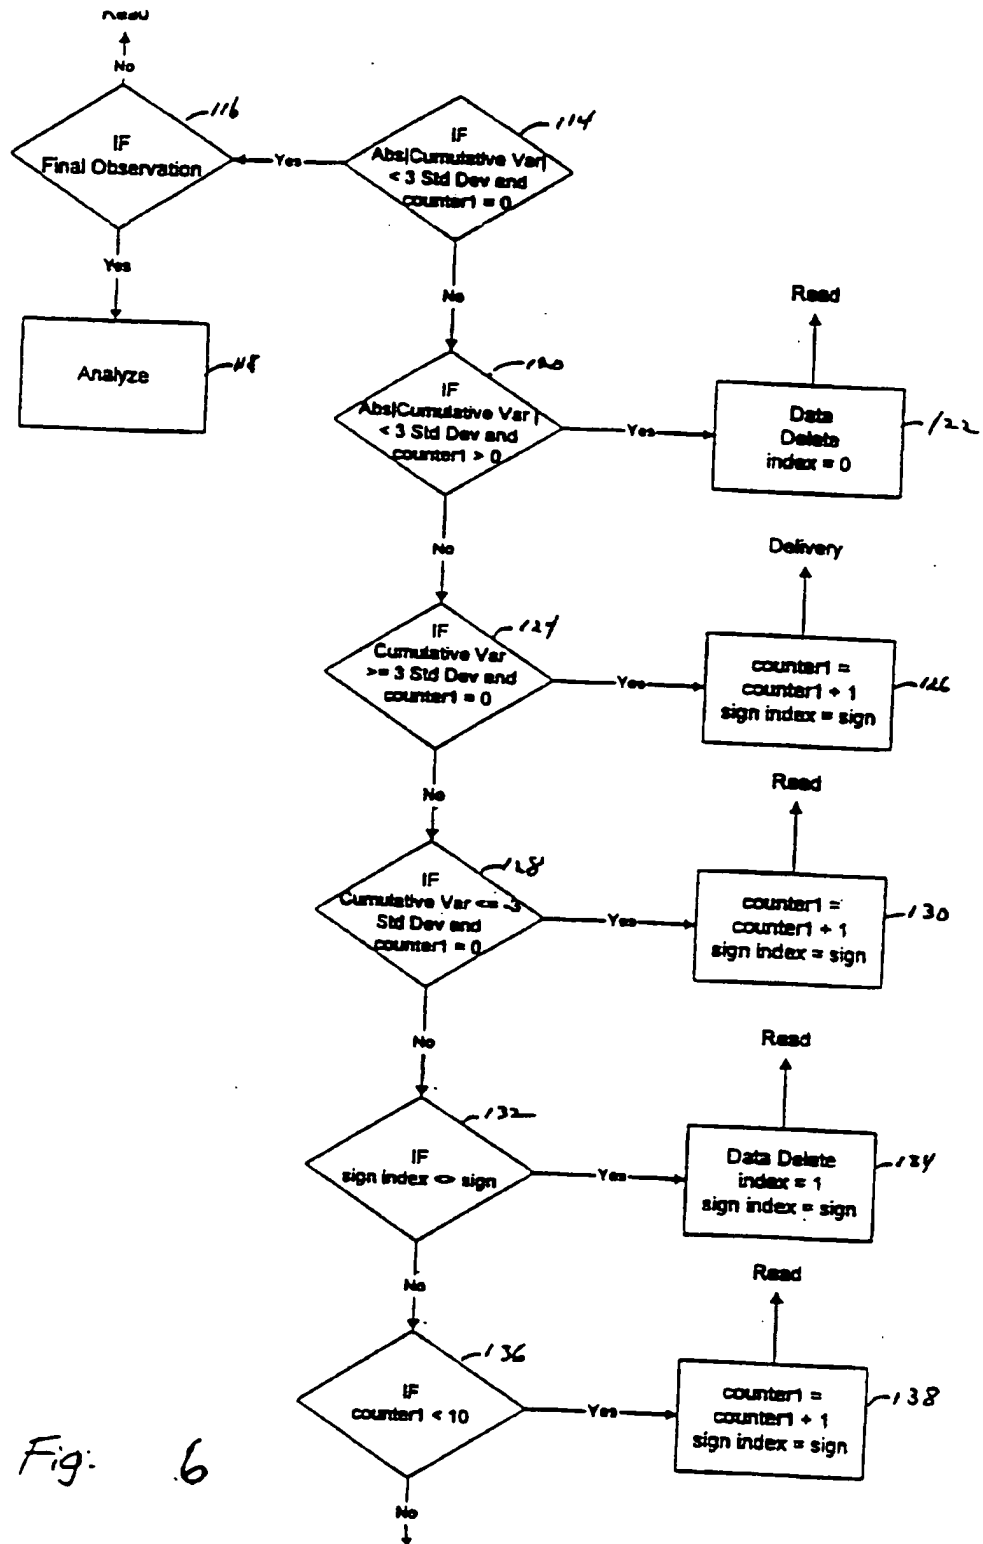 Read
No
116
IF
Final Observation
Yes
114
IF
Abs|Cumulative Var|
< 3 Std Dev and
counter1 = 0
Yes
Analyze
118
No
120
IF
Abs|Cumulative Var|
< 3 Std Dev and
counter1 > 0
Yes
Read
Data
Delete
index = 0
122
No
124
IF
Cumulative Var
>= 3 Std Dev and
counter1 = 0
Yes
Delivery
counter1 =
counter1 + 1
sign index = sign
126
No
128
IF
Cumulative Var <= -3
Std Dev and
counter1 = 0
Yes
Read
counter1 =
counter1 + 1
sign index = sign
130
No
132
IF
sign index <> sign
Yes
Read
Data Delete
index = 1
sign index = sign
134
No
136
IF
counter1 < 10
Yes
Read
counter1 =
counter1 + 1
sign index = sign
138
No
Fig: 6